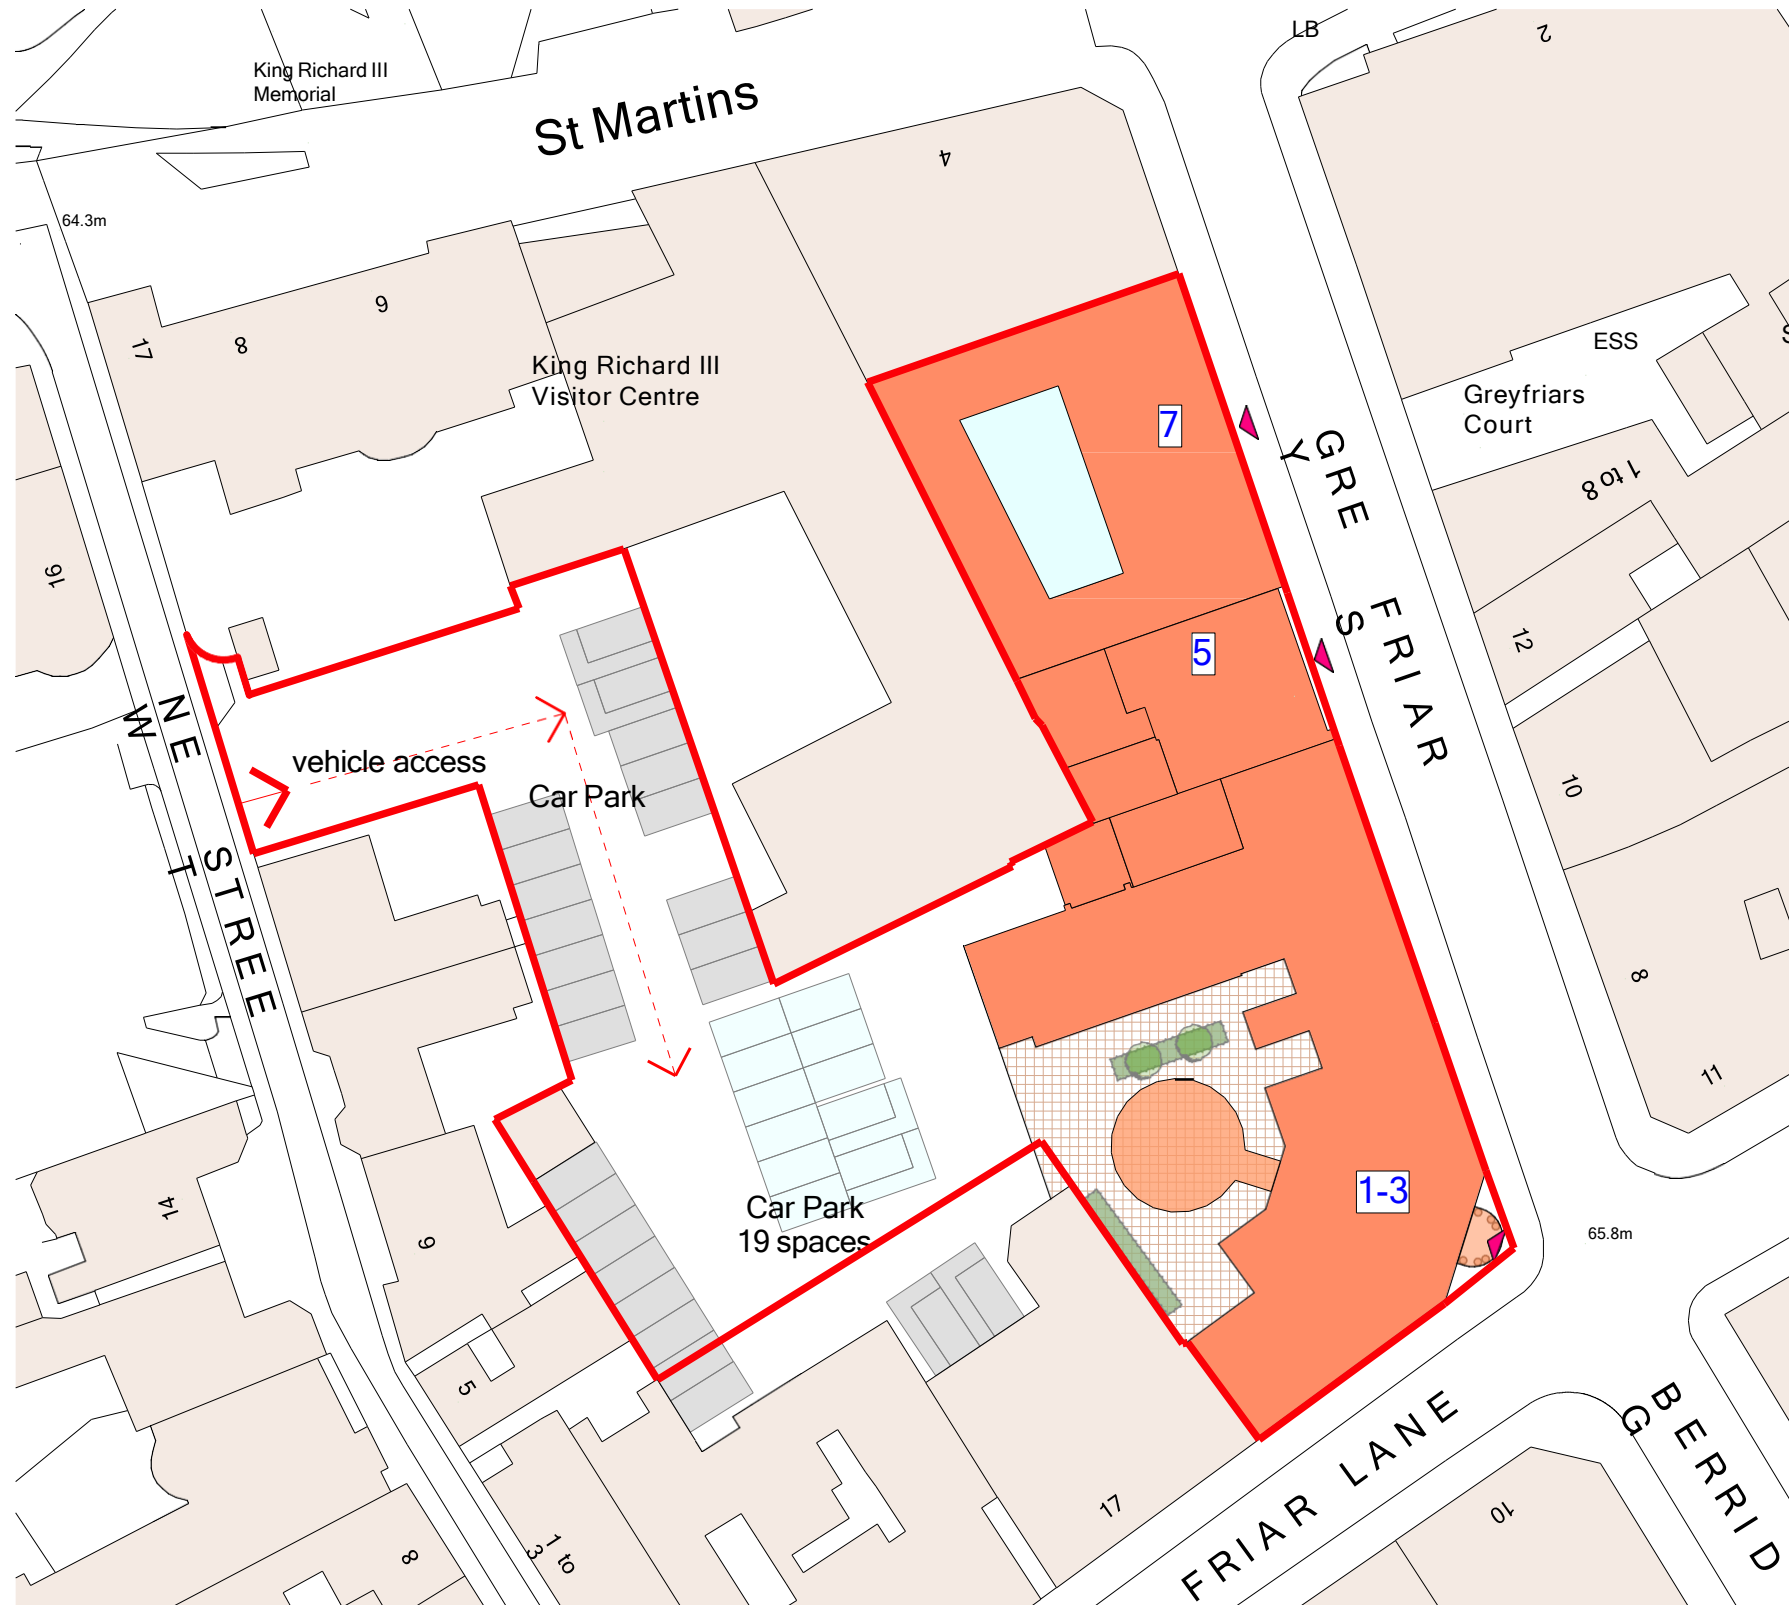 LB
2
King Richard III
Memorial
St Martins
4
64.3m
9
17
8
King Richard III
Visitor Centre
ESS
Greyfriars
Court
7
GREY FRIARS
1 to 8
16
12
5
NEW STREET
vehicle access
Car Park
10
8
11
14
9
Car Park
19 spaces
1-3
65.8m
5
17
FRIAR LANE
BERRIDG
10
8
1 to 3